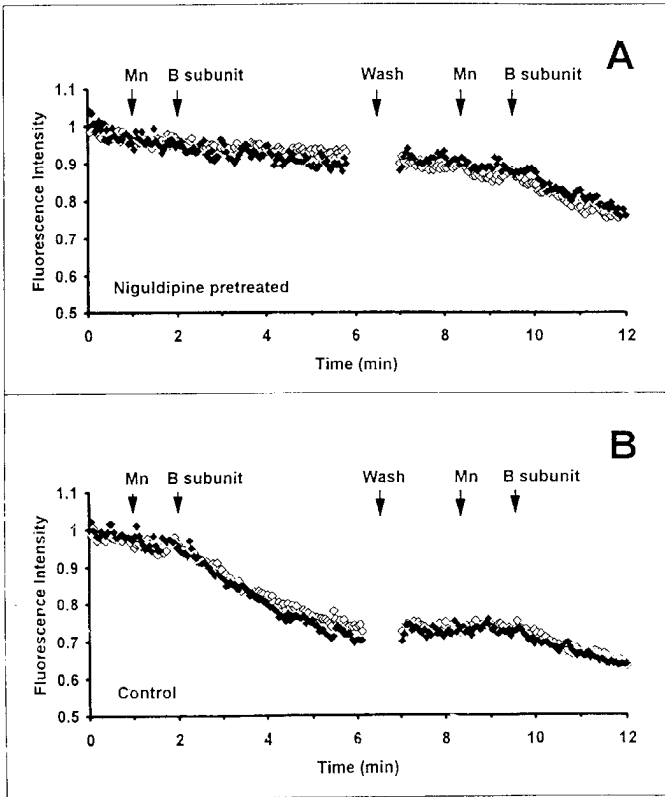 A
Mn B subunit Wash Mn B subunit
1.1
1
0.9
0.8
0.7
0.6
0.5
Fluorescence Intensity
Niguldipine pretreated
0 2 4 6 8 10 12
Time (min)
B
Mn B subunit Wash Mn B subunit
1.1
1
0.9
0.8
0.7
0.6
0.5
Fluorescence Intensity
Control
0 2 4 6 8 10 12
Time (min)